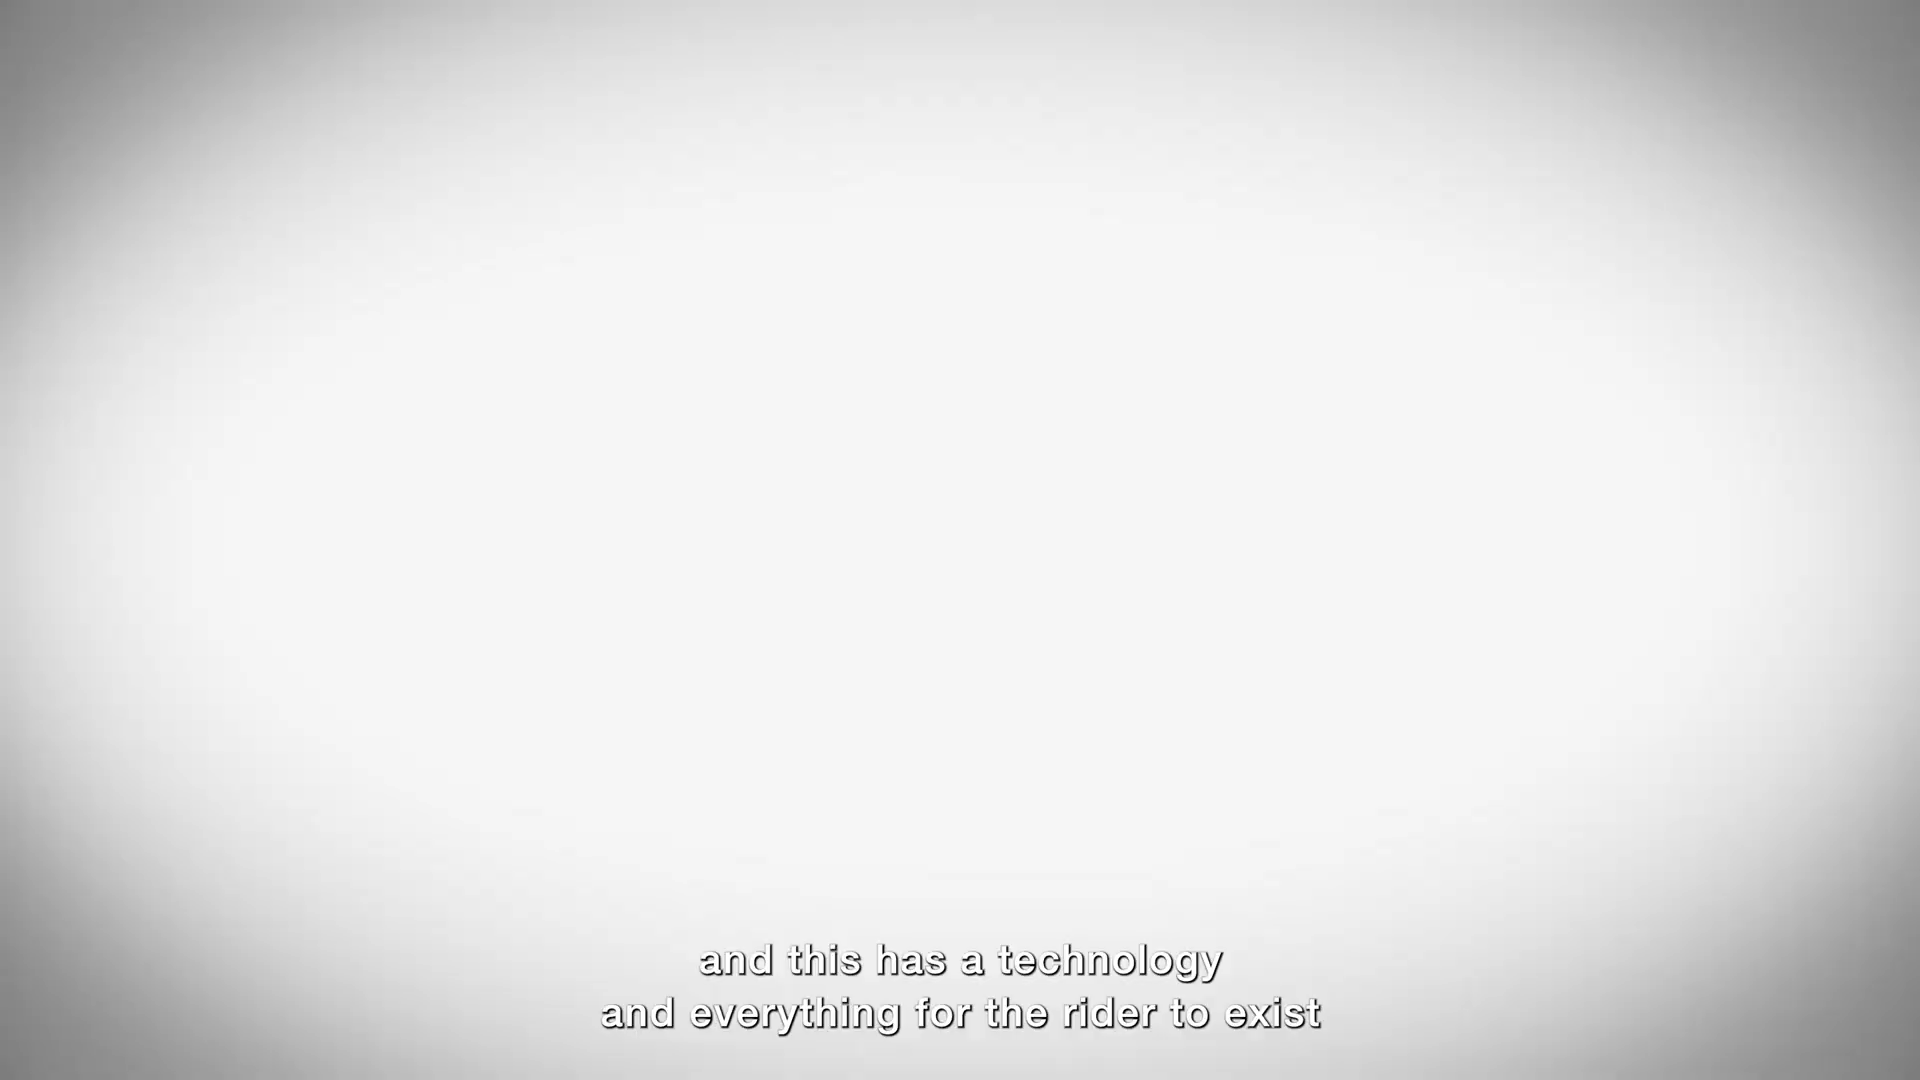 and this has a technology
and everything for the rider to exist